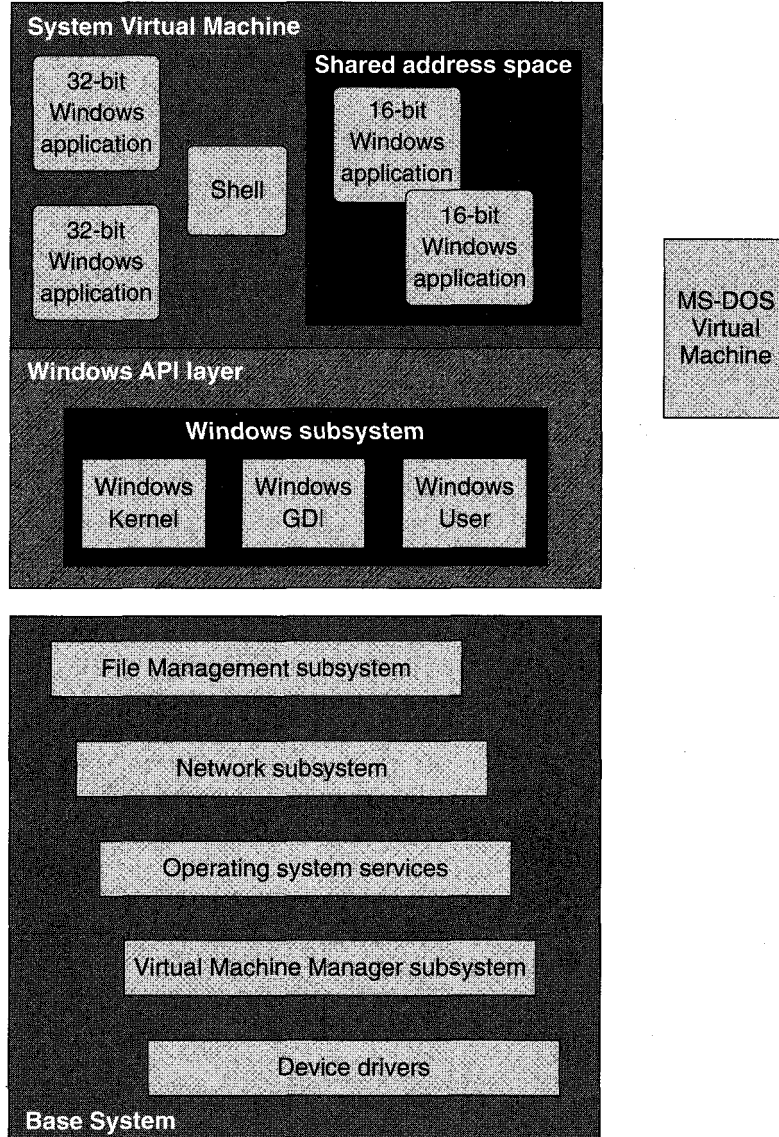 System Virtual Machine
32-bit
Windows
application
Shell
32-bit
Windows
application
Shared address space
16-bit
Windows
application
16-bit
Windows
application
MS-DOS
Virtual
Machine
Windows API layer
Windows subsystem
Windows
Kernel
Windows
GDI
Windows
User
File Management subsystem
Network subsystem
Operating system services
Virtual Machine Manager subsystem
Device drivers
Base System